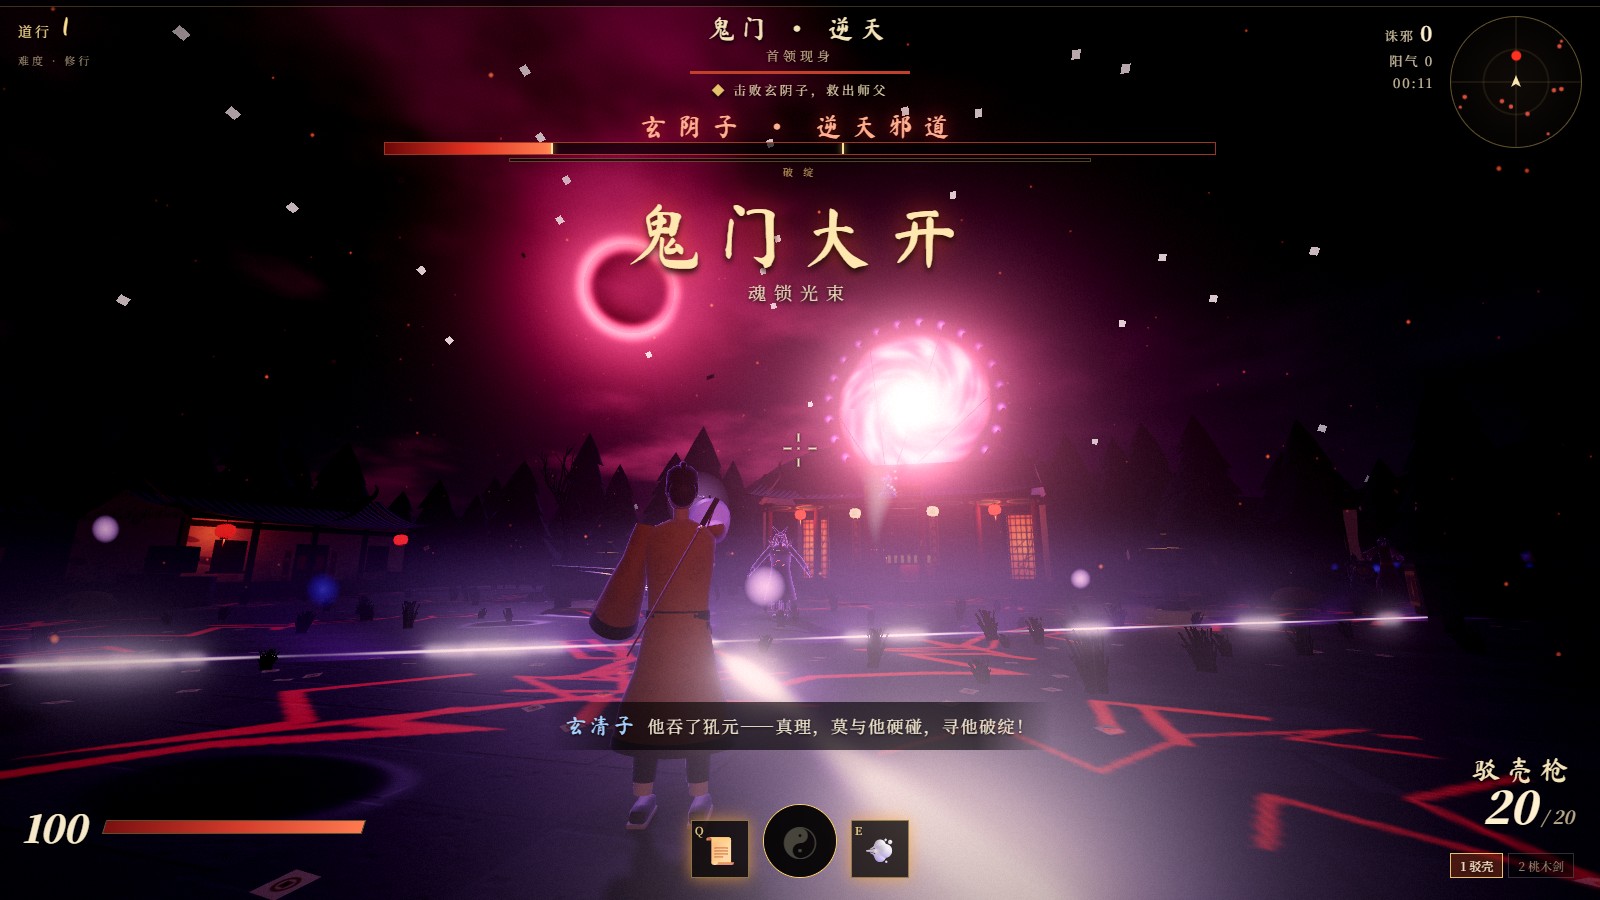 道行 1
难度 · 修行
鬼门 · 逆天
首领现身
击败玄阴子，救出师父
玄阴子 · 逆天邪道
破绽
诛邪 0
阳气 0
00:11
鬼门大开
魂锁光束
玄清子 他吞了犼元——真理，莫与他硬碰，寻他破绽！
100
Q
E
驳壳枪
20 / 20
1 驳壳 2 桃木剑